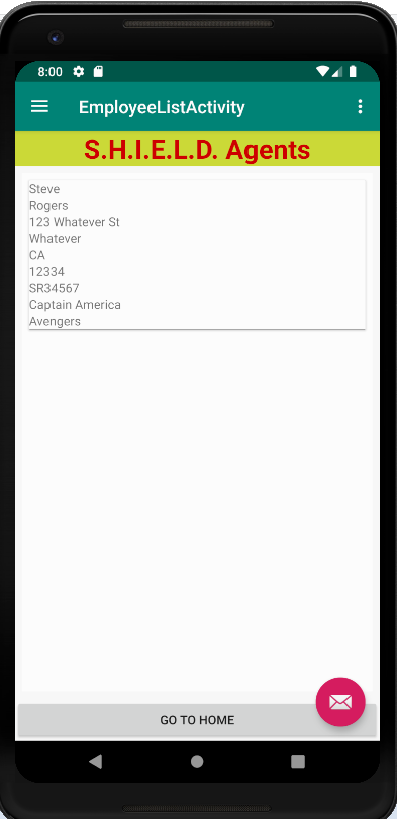 8:00
EmployeeListActivity
S.H.I.E.L.D. Agents
Steve
Rogers
123 Whatever St
Whatever
CA
12334
SR34567
Captain America
Avengers
GO TO HOME